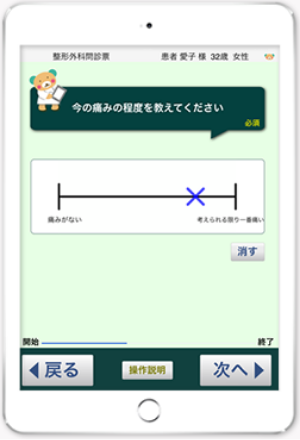 整形外科問診票 患者 愛子 様 32歳 女性
今の痛みの程度を教えてください
必須
痛みがない 考えられる限り一番痛い
消す
開始 終了
戻る 操作説明 次へ